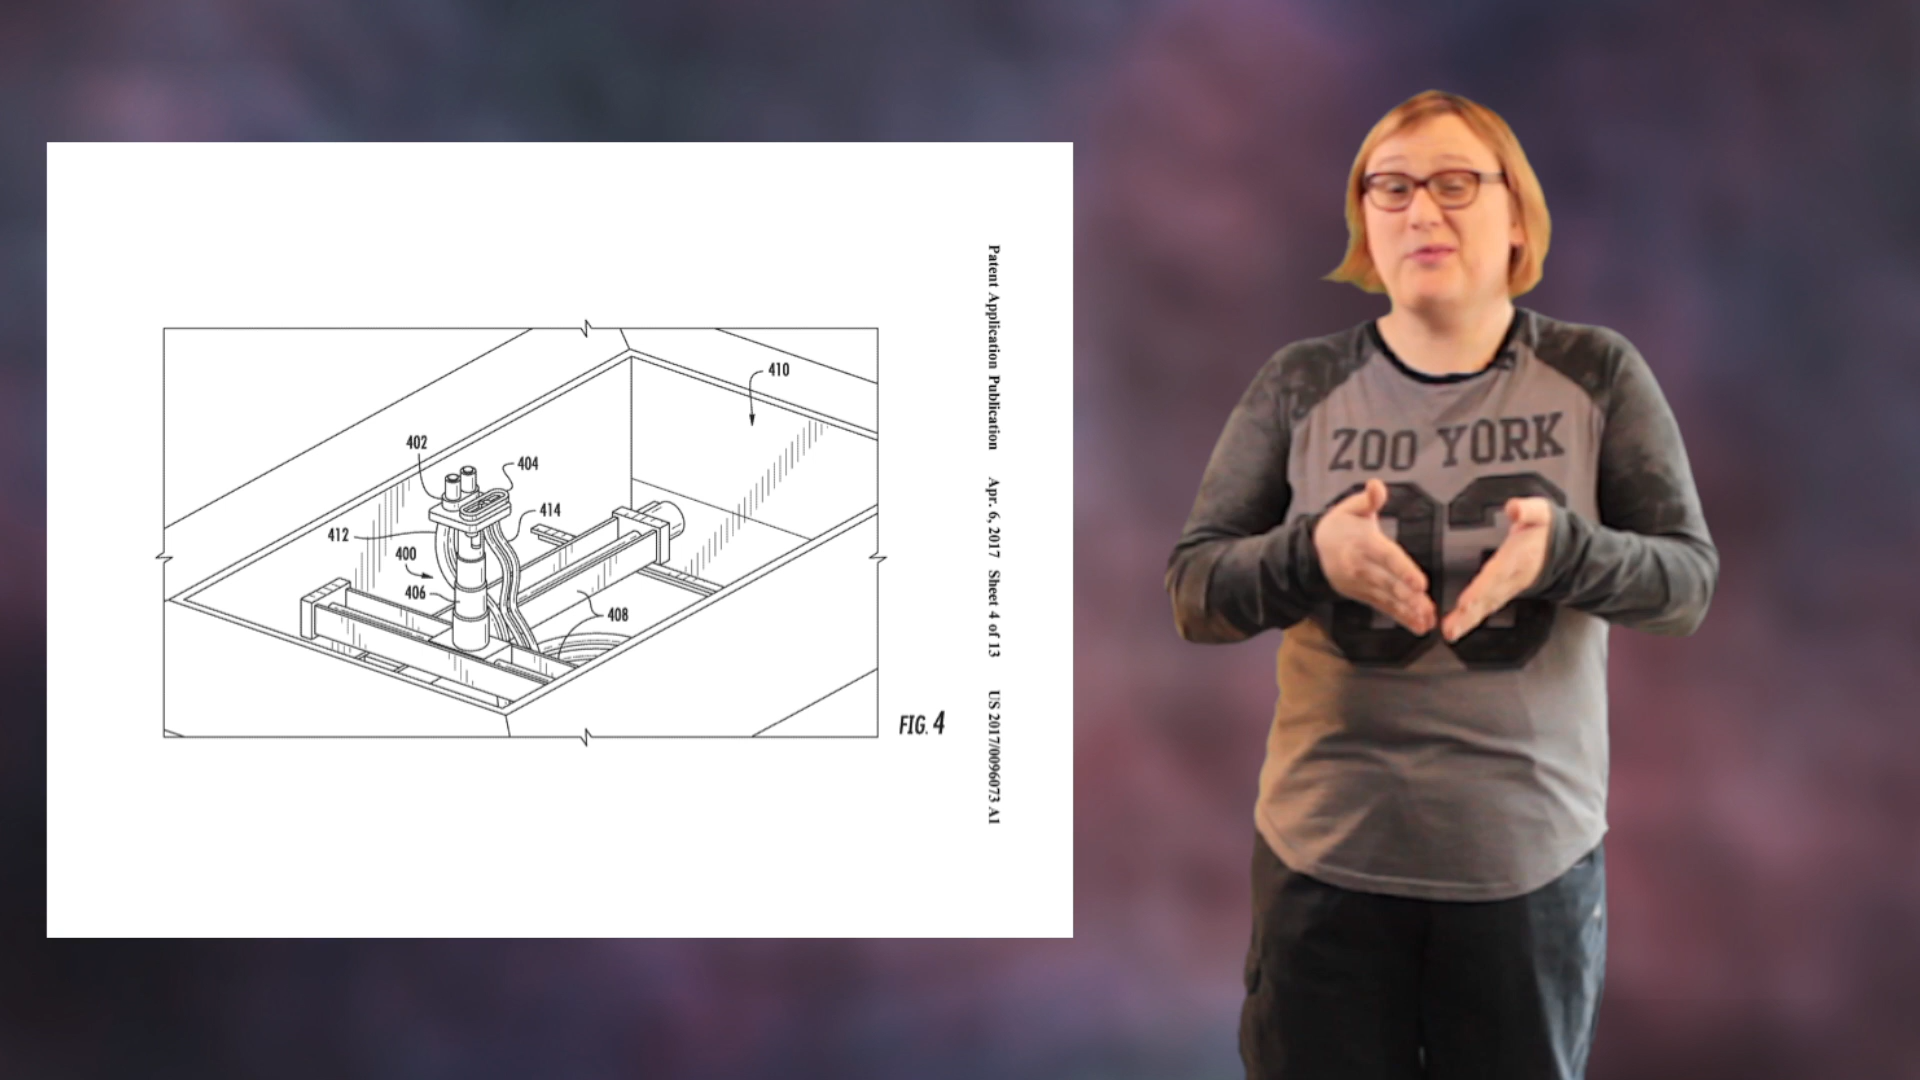 Patent Application Publication Apr. 6, 2017 Sheet 4 of 13 US 2017/0096073 A1
410
402
404
414
412
400
406
408
FIG. 4
ZOO YORK